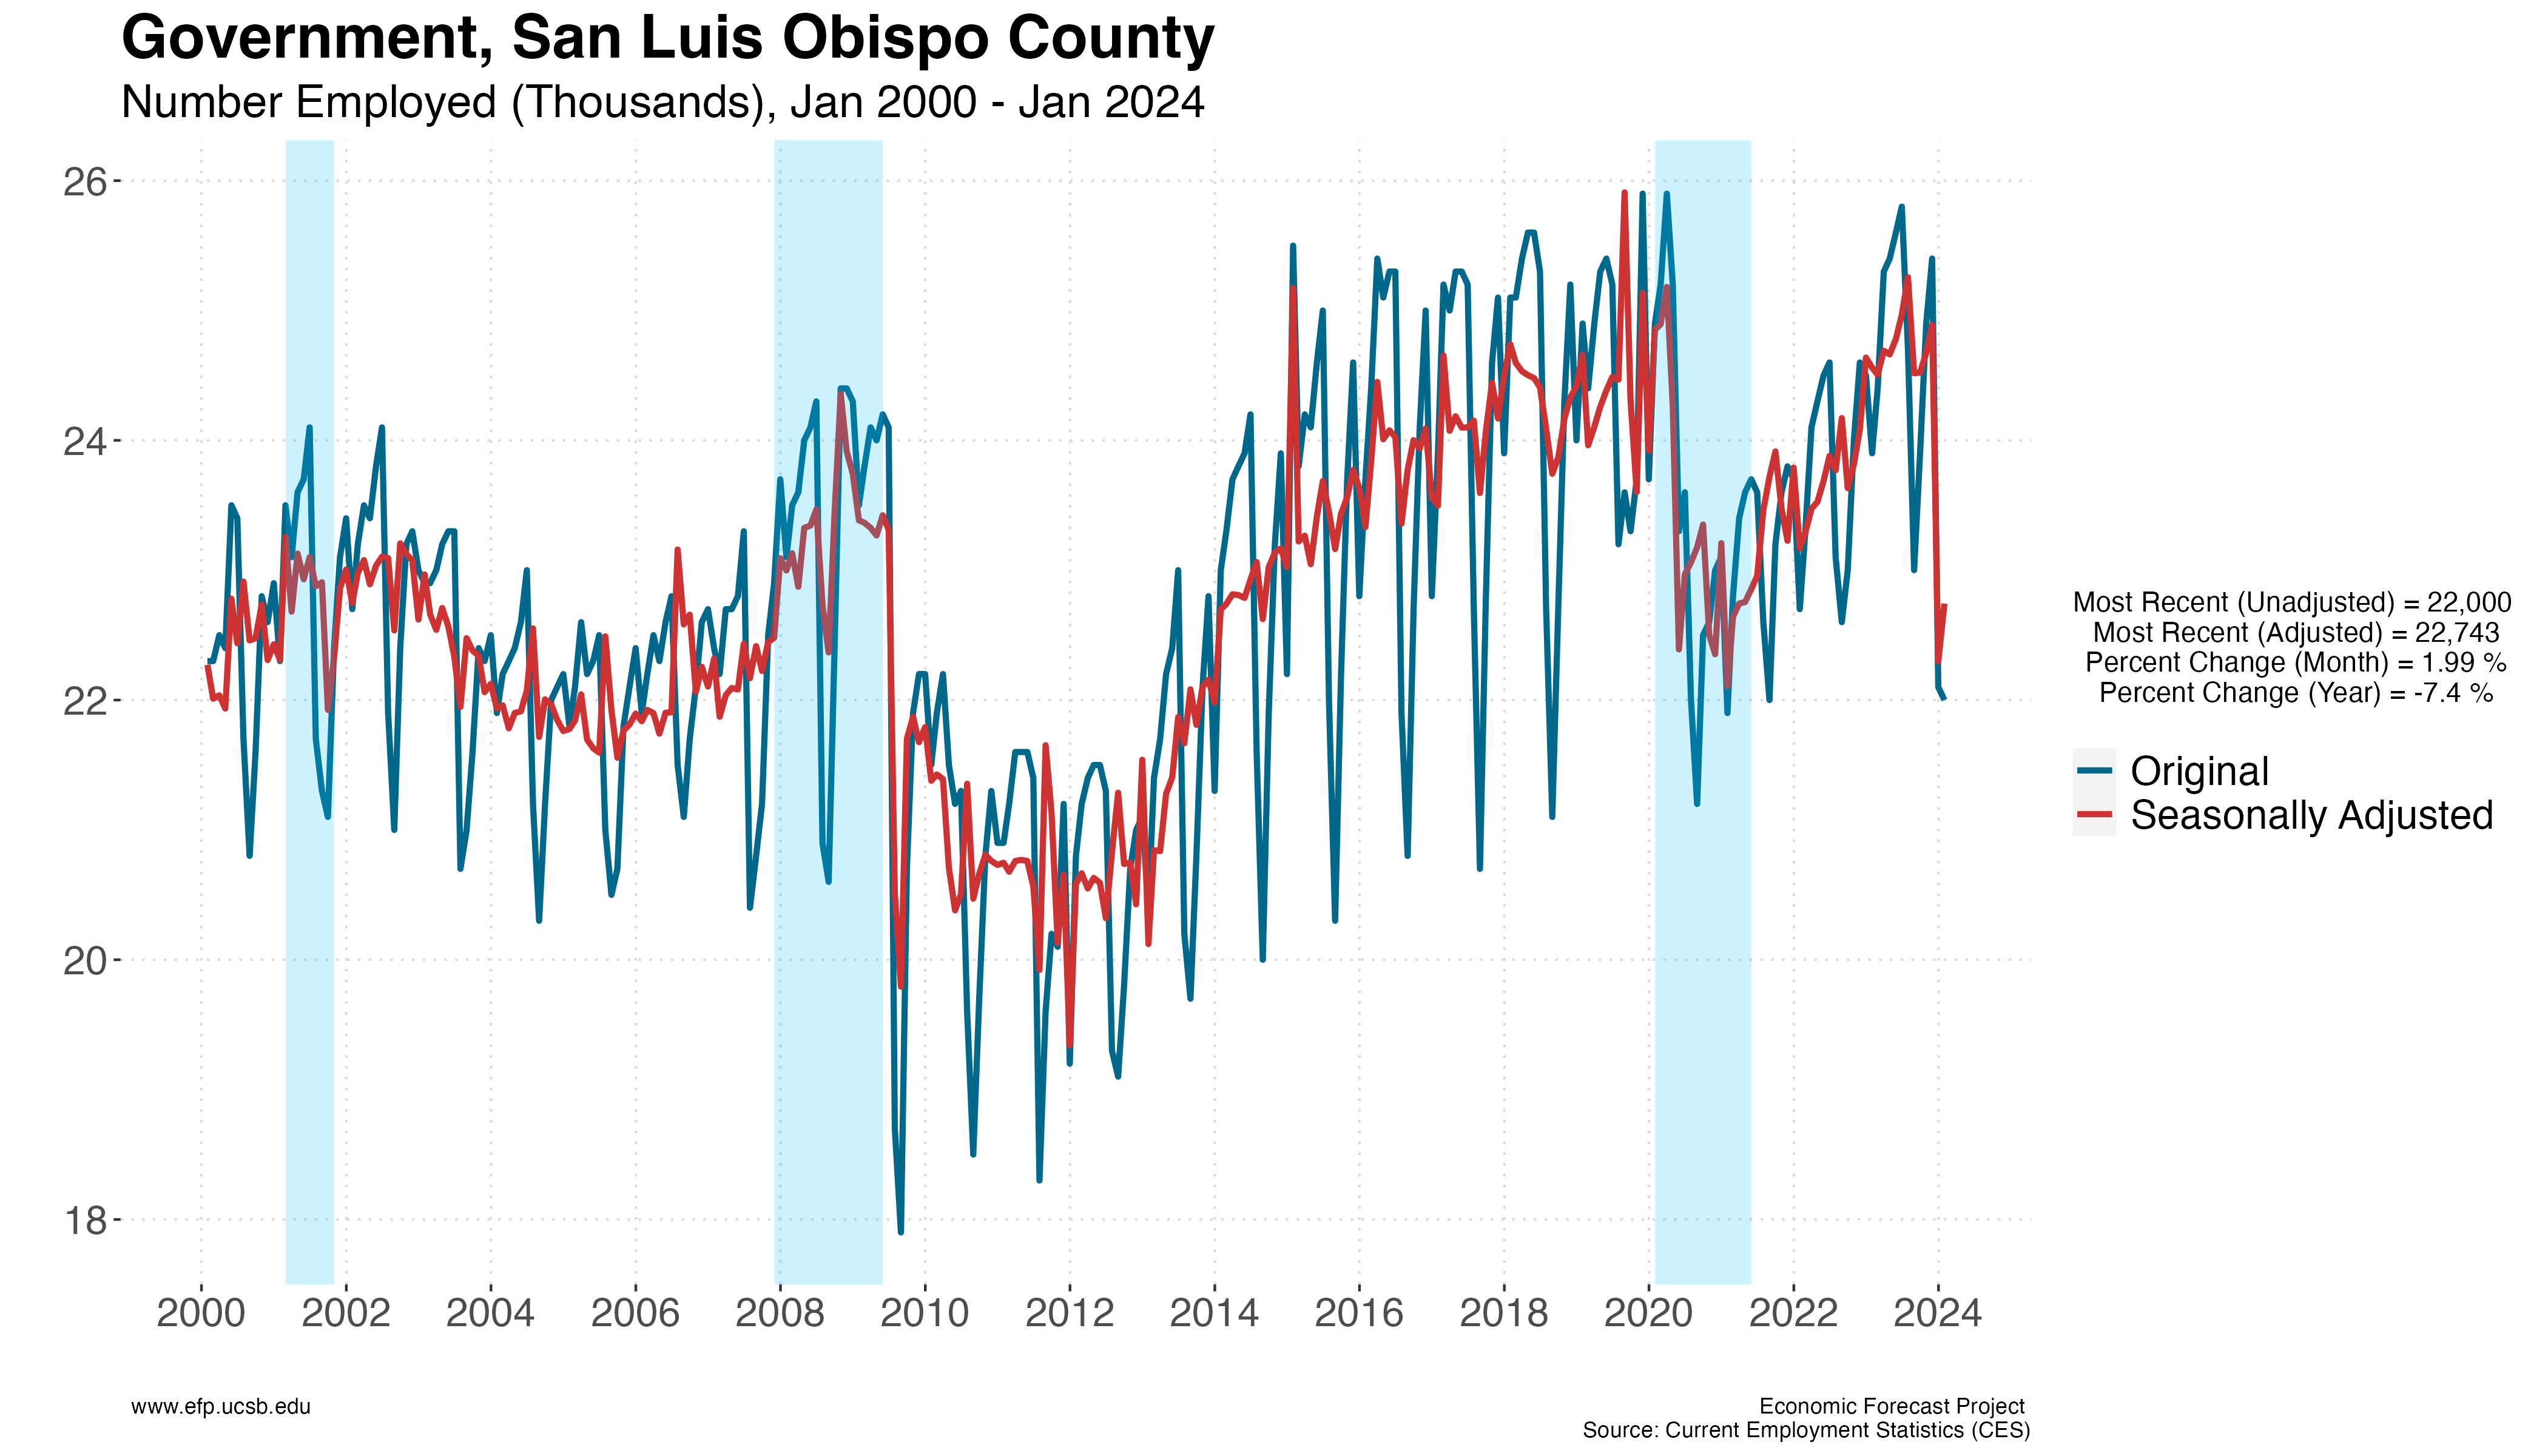 Government, San Luis Obispo County
Number Employed (Thousands), Jan 2000 - Jan 2024
26
24
22
20
18
2000 2002 2004 2006 2008 2010 2012 2014 2016 2018 2020 2022 2024
Most Recent (Unadjusted) = 22,000
Most Recent (Adjusted) = 22,743
Percent Change (Month) = 1.99 %
Percent Change (Year) = -7.4 %
Original
Seasonally Adjusted
www.efp.ucsb.edu
Economic Forecast Project
Source: Current Employment Statistics (CES)